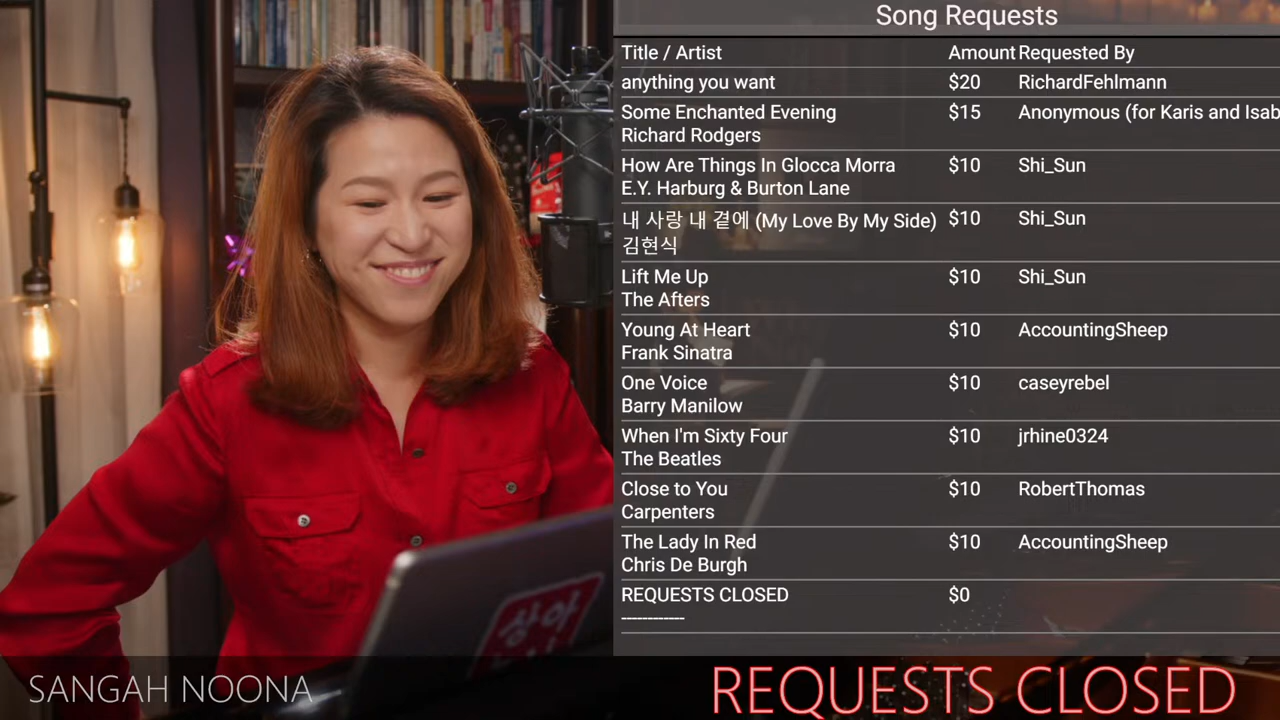 Song Requests
Title / Artist Amount Requested By
anything you want $20 RichardFehlmann
Some Enchanted Evening $15 Anonymous (for Karis and Isab
Richard Rodgers
How Are Things In Glocca Morra $10 Shi_Sun
E.Y. Harburg & Burton Lane
내 사랑 내 곁에 (My Love By My Side) $10 Shi_Sun
김현식
Lift Me Up $10 Shi_Sun
The Afters
Young At Heart $10 AccountingSheep
Frank Sinatra
One Voice $10 caseyrebel
Barry Manilow
When I'm Sixty Four $10 jrhine0324
The Beatles
Close to You $10 RobertThomas
Carpenters
The Lady In Red $10 AccountingSheep
Chris De Burgh
REQUESTS CLOSED $0
------------
상아
SANGAH NOONA
REQUESTS CLOSED